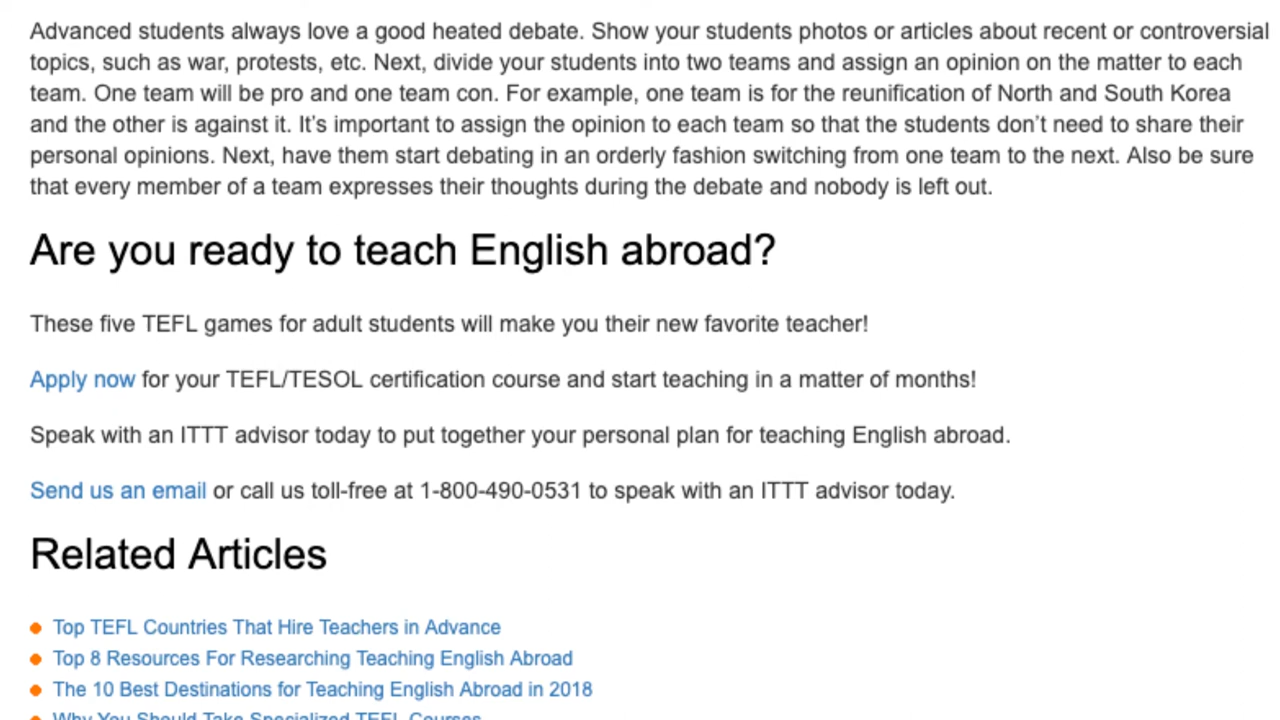 Advanced students always love a good heated debate. Show your students photos or articles about recent or controversial
topics, such as war, protests, etc. Next, divide your students into two teams and assign an opinion on the matter to each
team. One team will be pro and one team con. For example, one team is for the reunification of North and South Korea
and the other is against it. It’s important to assign the opinion to each team so that the students don’t need to share their
personal opinions. Next, have them start debating in an orderly fashion switching from one team to the next. Also be sure
that every member of a team expresses their thoughts during the debate and nobody is left out.
Are you ready to teach English abroad?
These five TEFL games for adult students will make you their new favorite teacher!
Apply now for your TEFL/TESOL certification course and start teaching in a matter of months!
Speak with an ITTT advisor today to put together your personal plan for teaching English abroad.
Send us an email or call us toll-free at 1-800-490-0531 to speak with an ITTT advisor today.
Related Articles
Top TEFL Countries That Hire Teachers in Advance
Top 8 Resources For Researching Teaching English Abroad
The 10 Best Destinations for Teaching English Abroad in 2018
Why You Should Take Specialized TEFL Courses